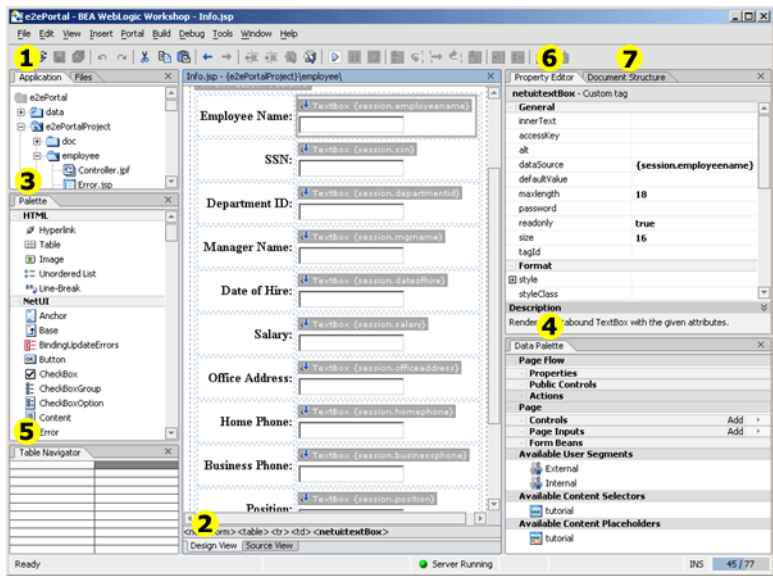 e2ePortal - BEA WebLogic Workshop - Info.jsp
File Edit View Insert Portal Build Debug Tools Window Help
1
6
7
Application Files
e2ePortal
data
e2ePortalProject
doc
employee
Controller.jpf
Error.jsp
3
Palette
HTML
Hyperlink
Table
Image
Unordered List
Line-Break
NetUI
Anchor
Base
BindingUpdateErrors
Button
CheckBox
CheckBoxGroup
CheckBoxOption
Content
Error
5
Table Navigator
Info.jsp - {e2ePortalProject}\employee\
Employee Name: TextBox {session.employeename}
SSN: TextBox {session.ssn}
Department ID: TextBox {session.departmentid}
Manager Name: TextBox {session.mgrname}
Date of Hire: TextBox {session.dateofhire}
Salary: TextBox {session.salary}
Office Address: TextBox {session.officeaddress}
Home Phone: TextBox {session.homephone}
Business Phone: TextBox {session.businessphone}
Position: TextBox {session.position}
2
<table> <tr> <td> <netui:textBox>
Design View Source View
Property Editor Document Structure
netui:textBox - Custom tag
General
innerText
accessKey
alt
dataSource {session.employeename}
defaultValue
maxlength 18
password
readonly true
size 16
tagId
Format
style
styleClass
Description
4
TextBox with the given attributes.
Data Palette
Page Flow
Properties
Public Controls
Actions
Page
Controls Add
Page Inputs Add
Form Beans
Available User Segments
External
Internal
Available Content Selectors
tutorial
Available Content Placeholders
tutorial
Ready Server Running INS 45 / 77